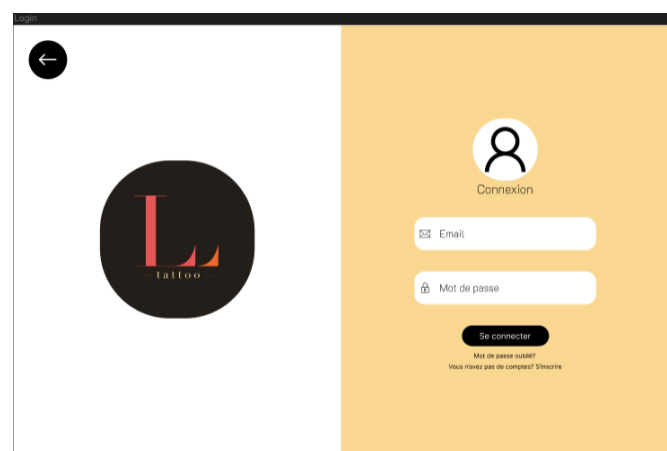 Login
L
tattoo
Connexion
Email
Mot de passe
Se connecter
Mot de passe oublié?
Vous n'avez pas de comptes? S'inscrire